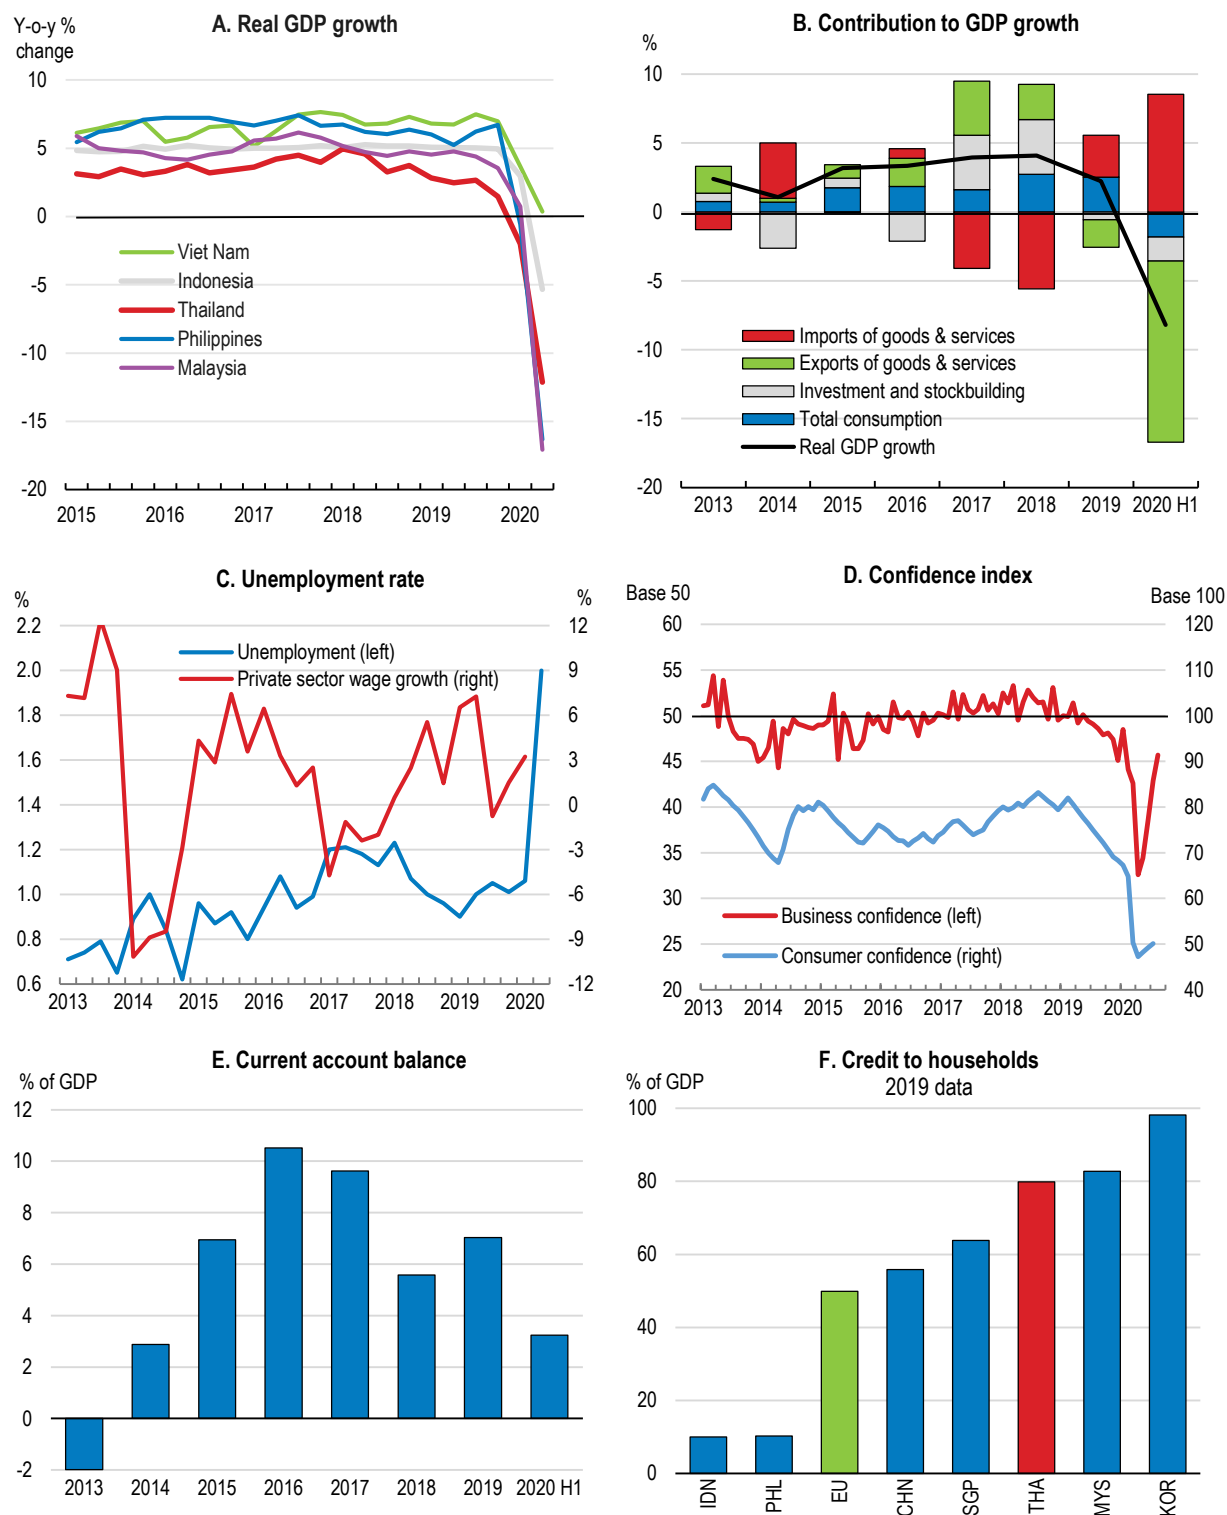 A. Real GDP growth
Y-o-y %
change
10
5
0
-5
-10
-15
-20
Viet Nam
Indonesia
Thailand
Philippines
Malaysia
2015 2016 2017 2018 2019 2020
B. Contribution to GDP growth
%
10
5
0
-5
-10
-15
-20
Imports of goods & services
Exports of goods & services
Investment and stockbuilding
Total consumption
Real GDP growth
2013 2014 2015 2016 2017 2018 2019 2020 H1
C. Unemployment rate
% %
2.2 12
2.0 9
1.8 6
1.6 3
1.4 0
1.2 -3
1.0 -6
0.8 -9
0.6 -12
Unemployment (left)
Private sector wage growth (right)
2013 2014 2015 2016 2017 2018 2019 2020
D. Confidence index
Base 50 Base 100
60 120
55 110
50 100
45 90
40 80
35 70
30 60
25 50
20 40
Business confidence (left)
Consumer confidence (right)
2013 2014 2015 2016 2017 2018 2019 2020
E. Current account balance
% of GDP
12
10
8
6
4
2
0
-2
2013 2014 2015 2016 2017 2018 2019 2020 H1
F. Credit to households
2019 data
% of GDP
100
80
60
40
20
0
IDN PHL EU CHN SGP THA MYS KOR